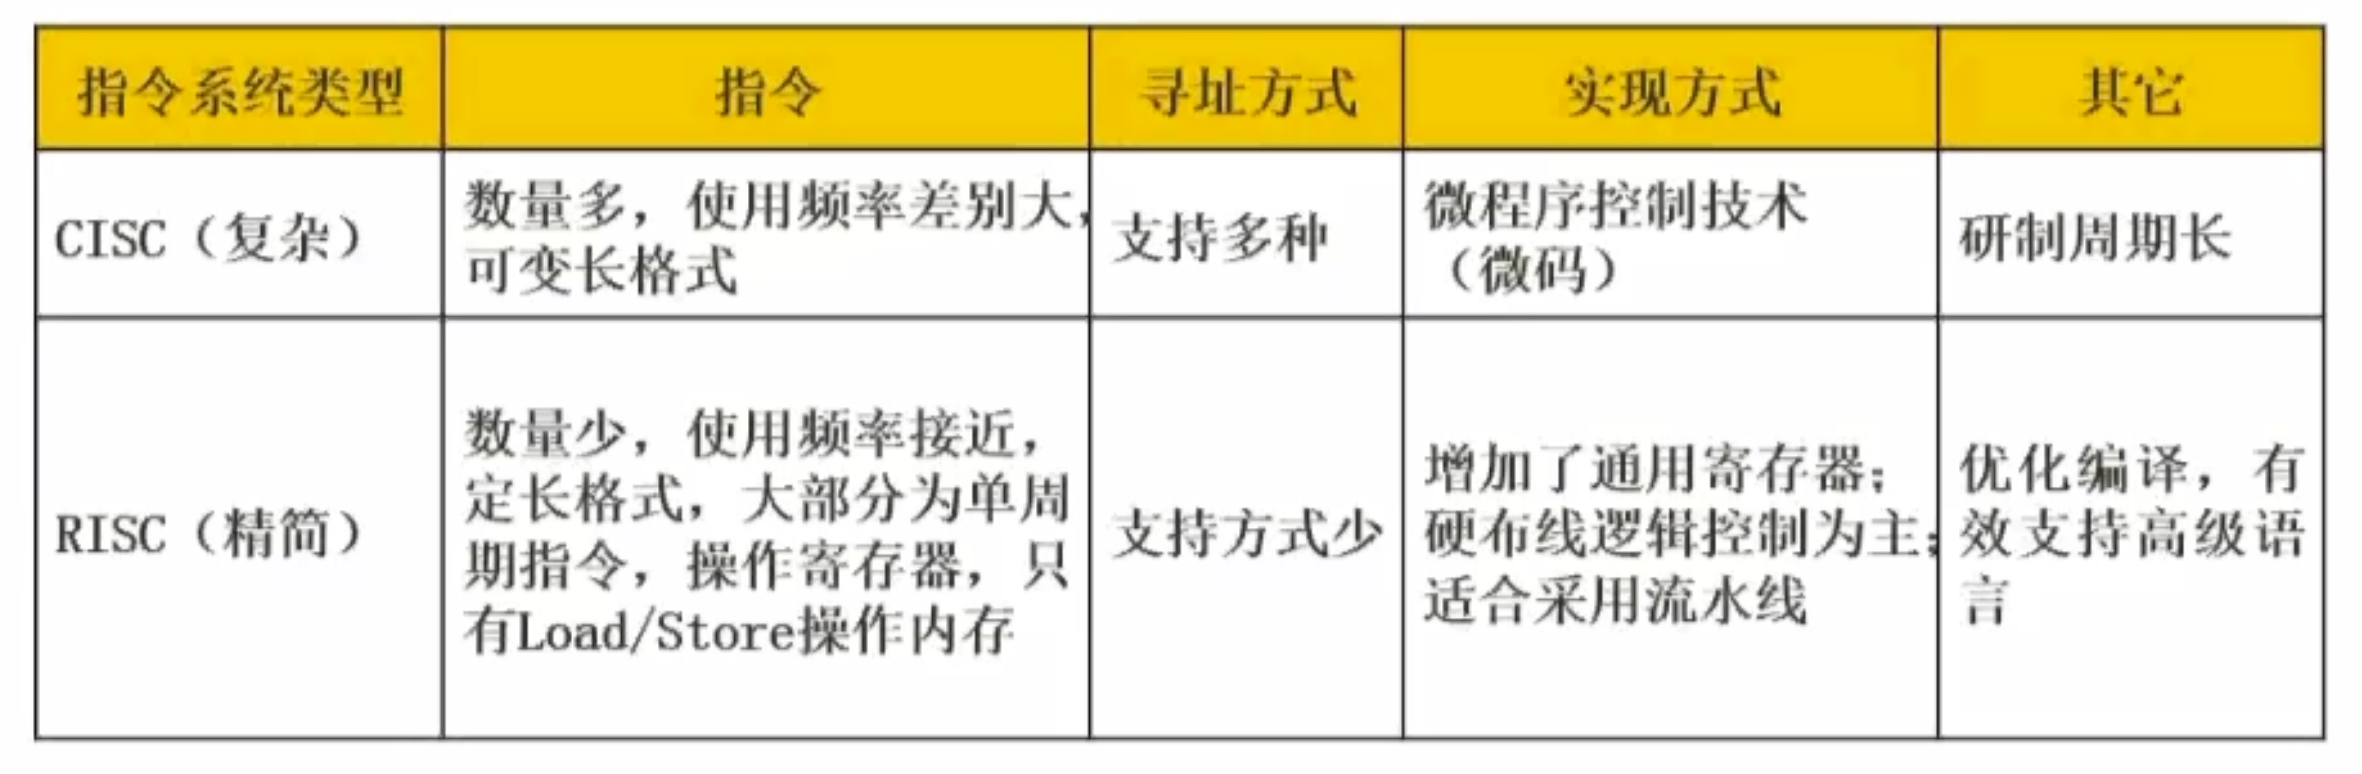 指令系统类型
指令
寻址方式
实现方式
其它
CISC（复杂）
数量多，使用频率差别大，
可变长格式
支持多种
微程序控制技术
（微码）
研制周期长
RISC（精简）
数量少，使用频率接近，
定长格式，大部分为单周
期指令，操作寄存器，只
有Load/Store操作内存
支持方式少
增加了通用寄存器；
硬布线逻辑控制为主；
适合采用流水线
优化编译，有
效支持高级语
言